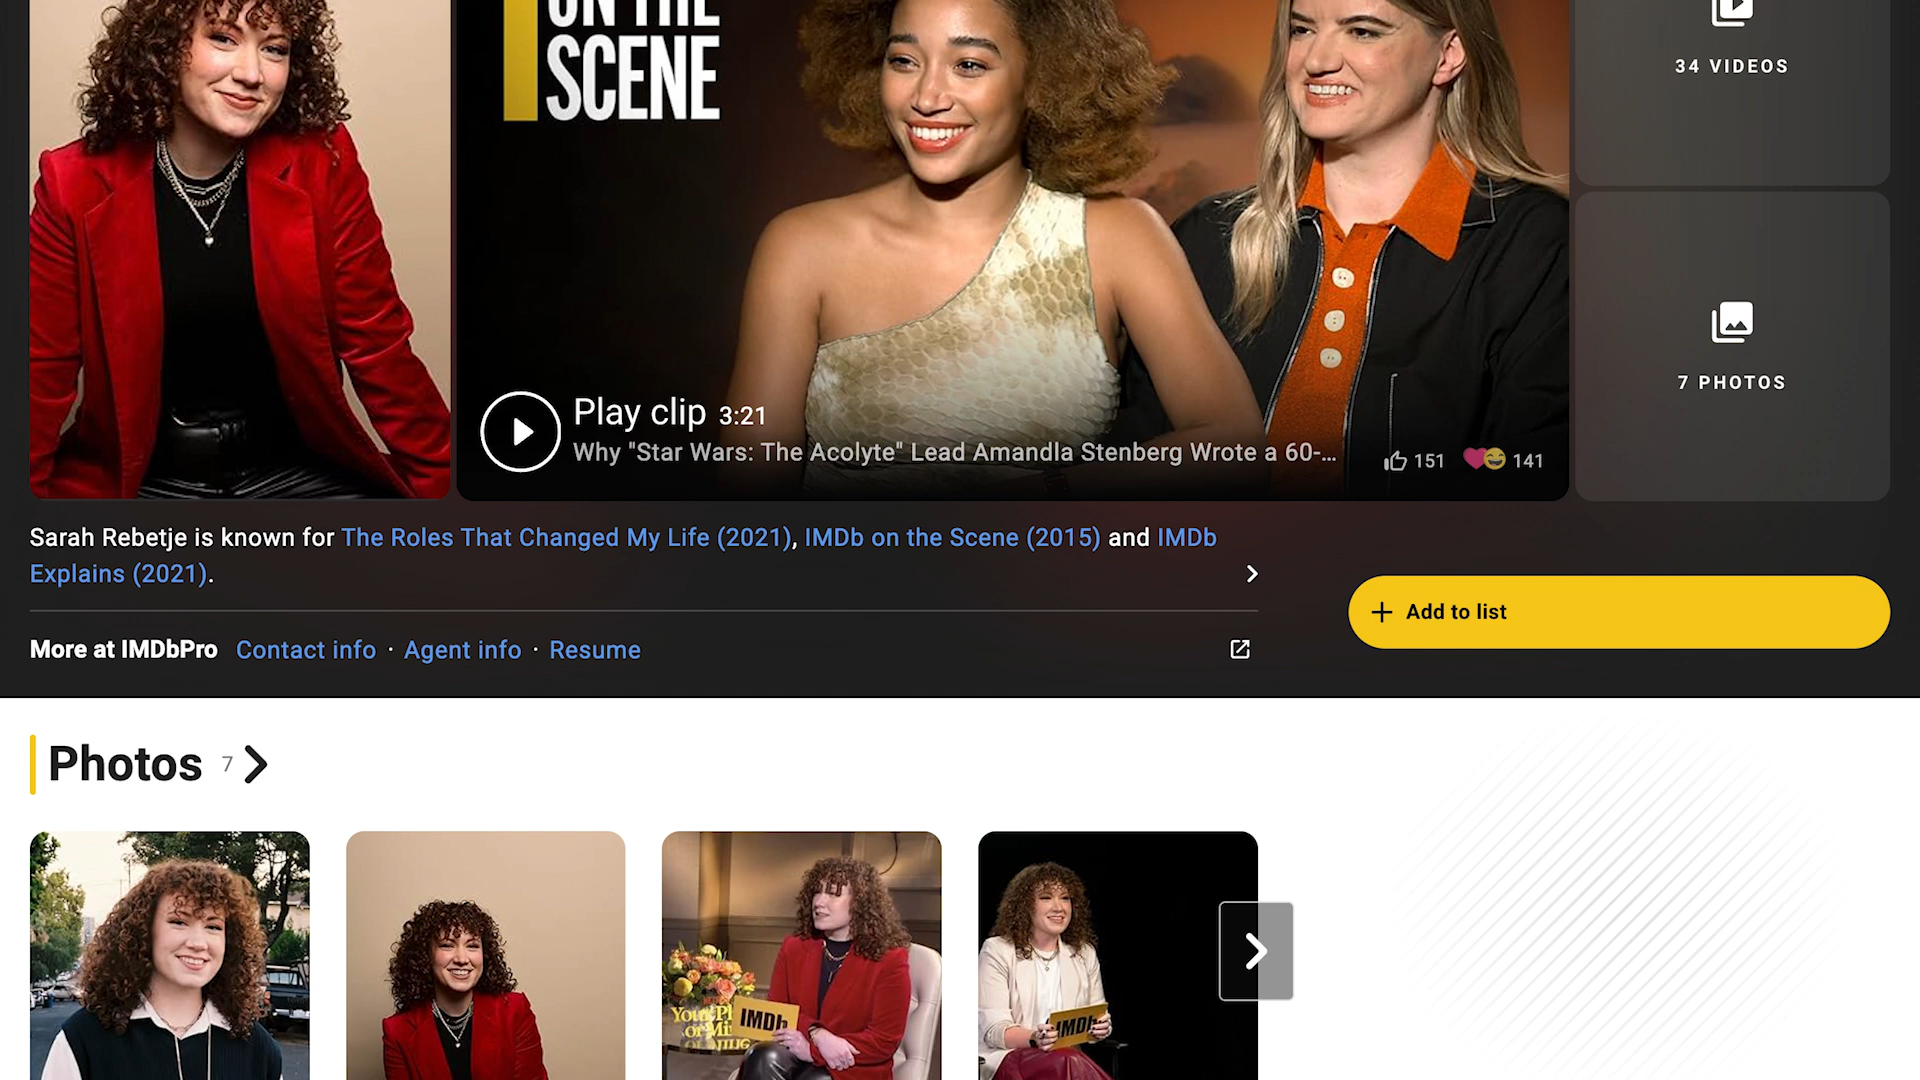 ON THE
SCENE
34 VIDEOS
7 PHOTOS
Play clip 3:21
Why "Star Wars: The Acolyte" Lead Amandla Stenberg Wrote a 60-...
151 141
Sarah Rebetje is known for The Roles That Changed My Life (2021), IMDb on the Scene (2015) and IMDb
Explains (2021).
+ Add to list
More at IMDbPro Contact info · Agent info · Resume
Photos 7
IMDb
IMDb